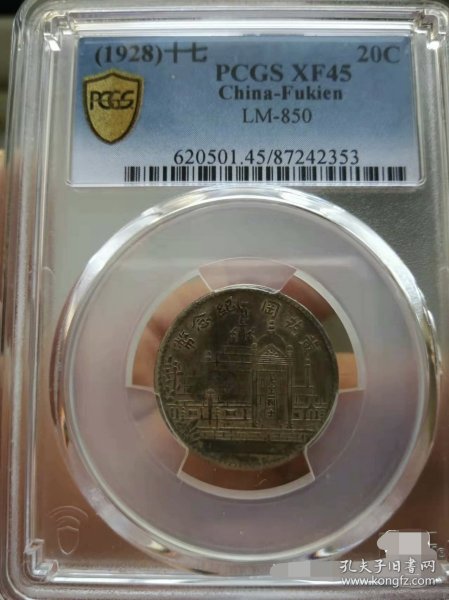 (1928)十七 20C
PCGS XF45
China-Fukien
LM-850
PCGS
620501.45/87242353
孔夫子旧书网
www.kongfz.com